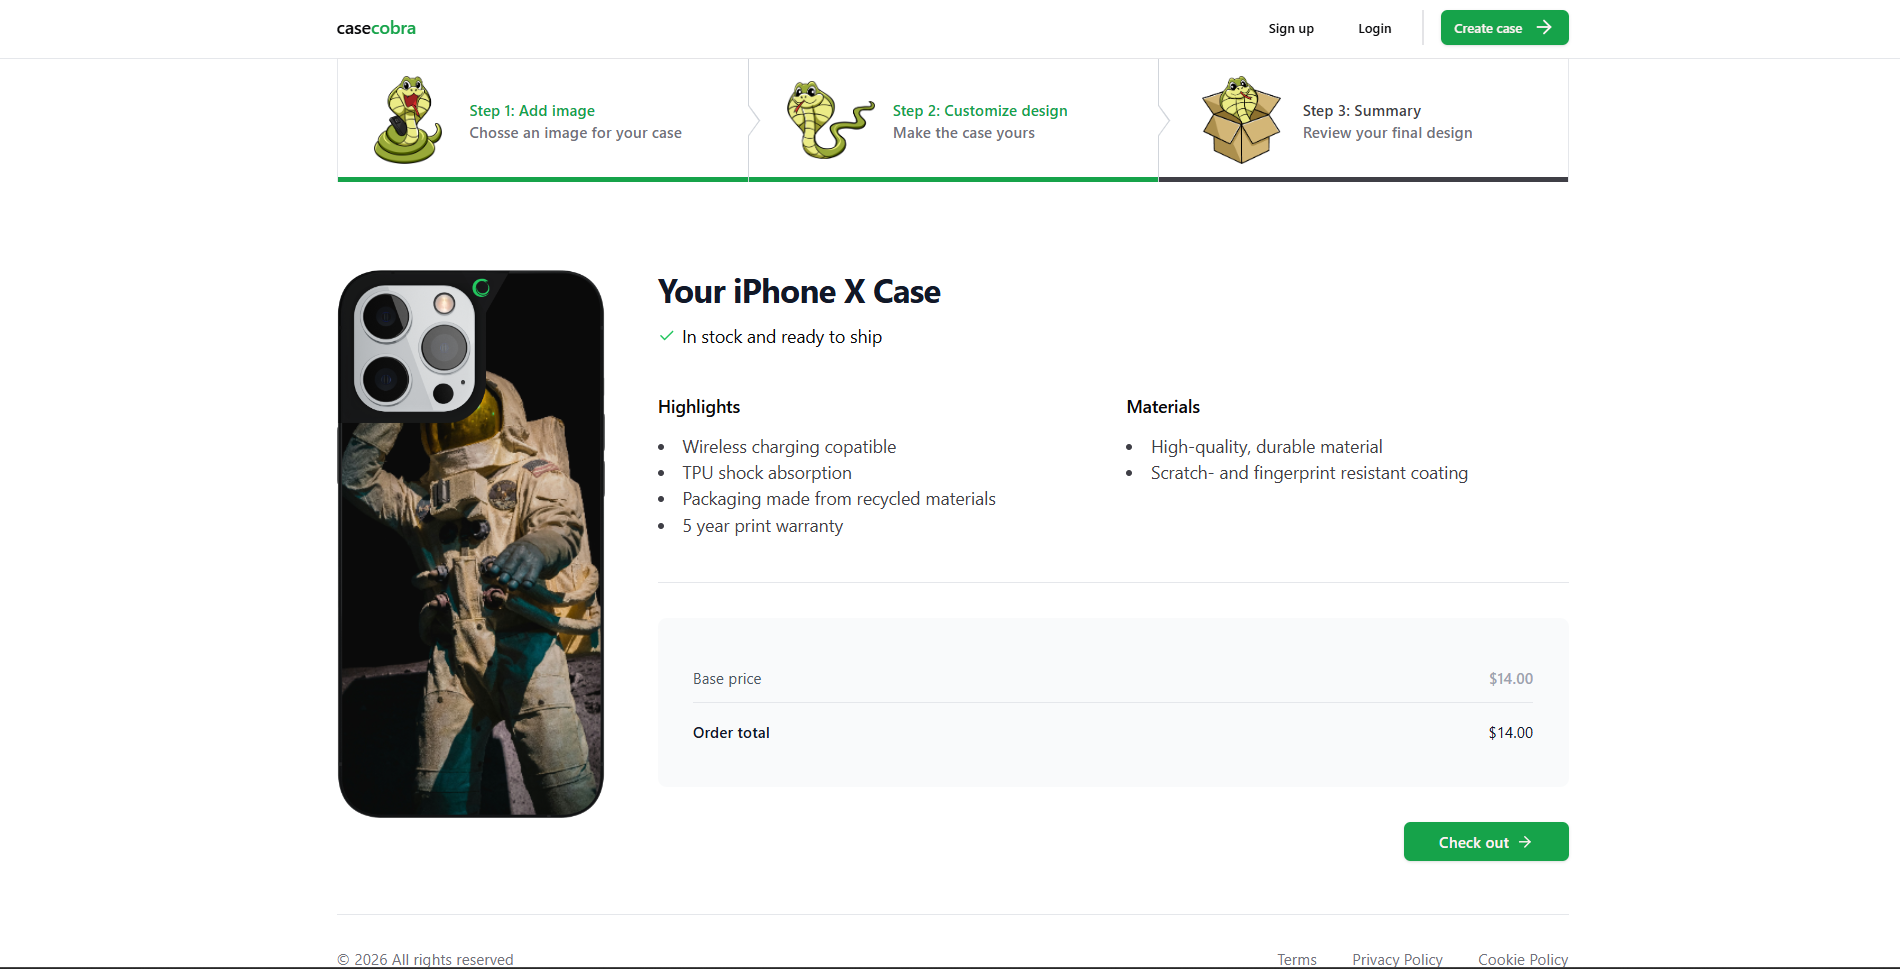 casecobra
Sign up
Login
Create case
Step 1: Add image
Chosse an image for your case
Step 2: Customize design
Make the case yours
Step 3: Summary
Review your final design
Your iPhone X Case
In stock and ready to ship
Highlights
Wireless charging copatible
TPU shock absorption
Packaging made from recycled materials
5 year print warranty
Materials
High-quality, durable material
Scratch- and fingerprint resistant coating
Base price
$14.00
Order total
$14.00
Check out
© 2026 All rights reserved
Terms
Privacy Policy
Cookie Policy